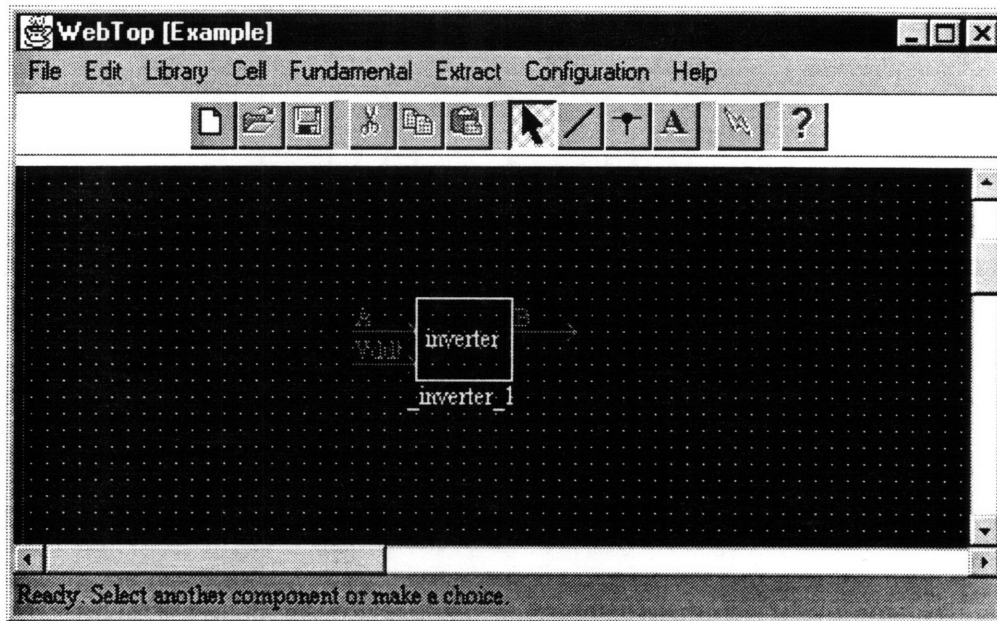 WebTop [Example]
File Edit Library Cell Fundamental Extract Configuration Help
A ?
A B
Vdd
inverter
_inverter_1
Ready. Select another component or make a choice.